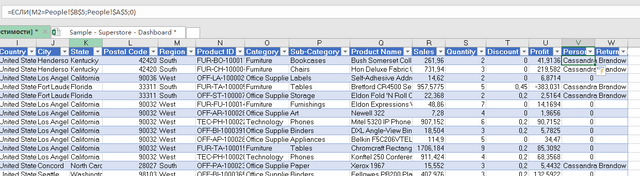 =ЕСЛИ(M2=People!$B$5;People!$A$5;0)
стимости) *
Sample - Superstore - Dashboard *
I J K L M N O P Q R S T U V W
Country City State Postal Code Region Product ID Category Sub-Category Product Name Sales Quantity Discount Profit Person Return
United State Henderso Kentucky 42420 South FUR-BO-10001 Furniture Bookcases Bush Somerset Coll 261,96 2 0 41,9136 Cassandra Brandow
United State Henderso Kentucky 42420 South FUR-CH-10000 Furniture Chairs Hon Deluxe Fabric U 731,94 3 0 219,582 Cassandra Brandow
United State Los Angel California 90036 West OFF-LA-100002 Office Supplie Labels Self-Adhesive Addre 14,62 2 0 6,8714 0
United State Fort Laude Florida 33311 South FUR-TA-10000 Furniture Tables Bretford CR4500 Se 957,5775 5 0,45 -383,031 Cassandra Brandow
United State Fort Laude Florida 33311 South OFF-ST-100007 Office Supplie Storage Eldon Fold 'N Roll C 22,368 2 0,2 2,5164 Cassandra Brandow
United State Los Angel California 90032 West FUR-FU-10001 Furniture Furnishings Eldon Expressions V 48,86 7 0 14,1694 0
United State Los Angel California 90032 West OFF-AR-10002 Office Supplie Art Newell 322 7,28 4 0 1,9656 0
United State Los Angel California 90032 West TEC-PH-10002 Technology Phones Mitel 5320 IP Phone 907,152 6 0,2 90,7152 0
United State Los Angel California 90032 West OFF-BI-1000391 Office Supplie Binders DXL Angle-View Bin 18,504 3 0,2 5,7825 0
United State Los Angel California 90032 West OFF-AP-10002 Office Supplie Appliances Belkin F5C206VTEL 114,9 5 0 34,47 0
United State Los Angel California 90032 West FUR-TA-10001 Furniture Tables Chromcraft Rectang 1706,184 9 0,2 85,3092 0
United State Los Angel California 90032 West TEC-PH-10002 Technology Phones Konftel 250 Conferen 911,424 4 0,2 68,3568 0
United State Concord North Carc 28027 South OFF-PA-10002 Office Supplie Paper Xerox 1967 15,552 3 0,2 5,4432 Cassandra Brandow
United State Seattle Washingto 98103 West Office Supplie Binders Fellowes PB200 Pla 407,976 3 0,2 132,5922 0